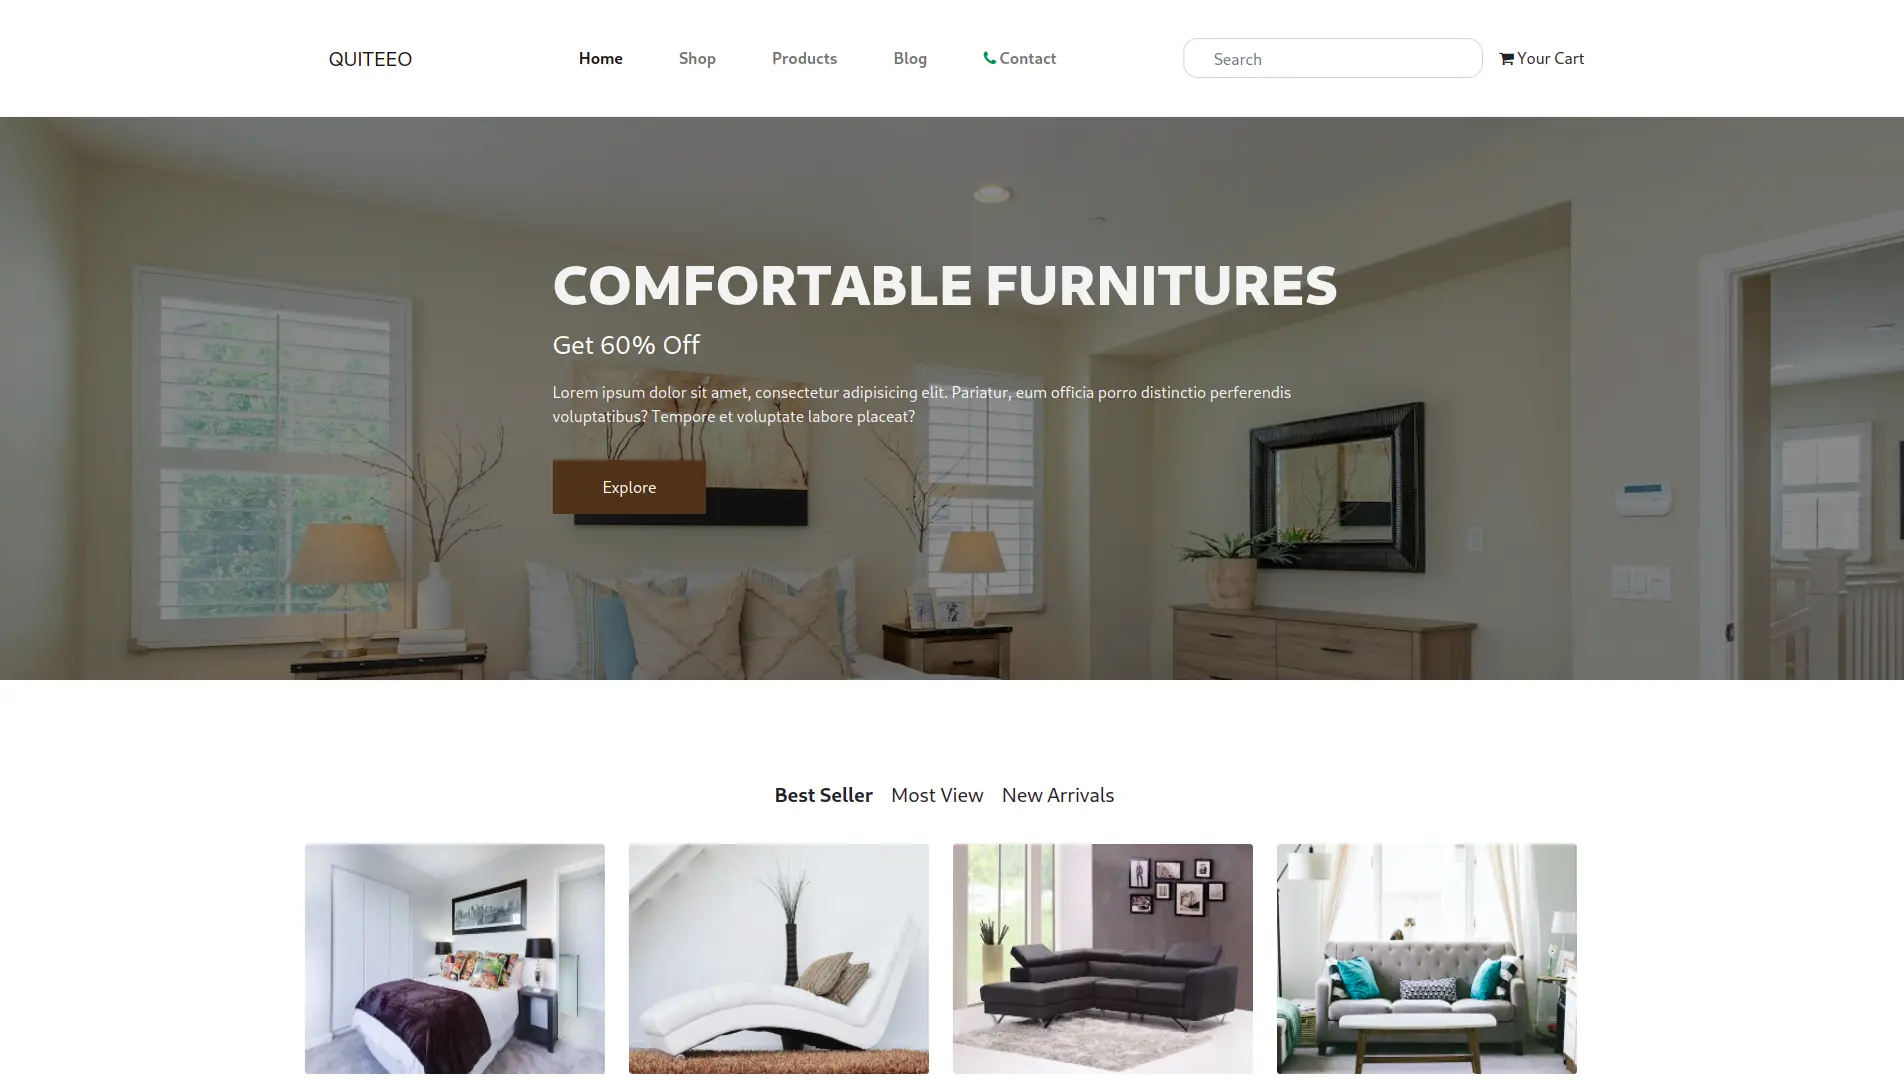 QUITEEO
Home Shop Products Blog Contact
Search
Your Cart
COMFORTABLE FURNITURES
Get 60% Off
Lorem ipsum dolor sit amet, consectetur adipisicing elit. Pariatur, eum officia porro distinctio perferendis
voluptatibus? Tempore et voluptate labore placeat?
Explore
Best Seller Most View New Arrivals